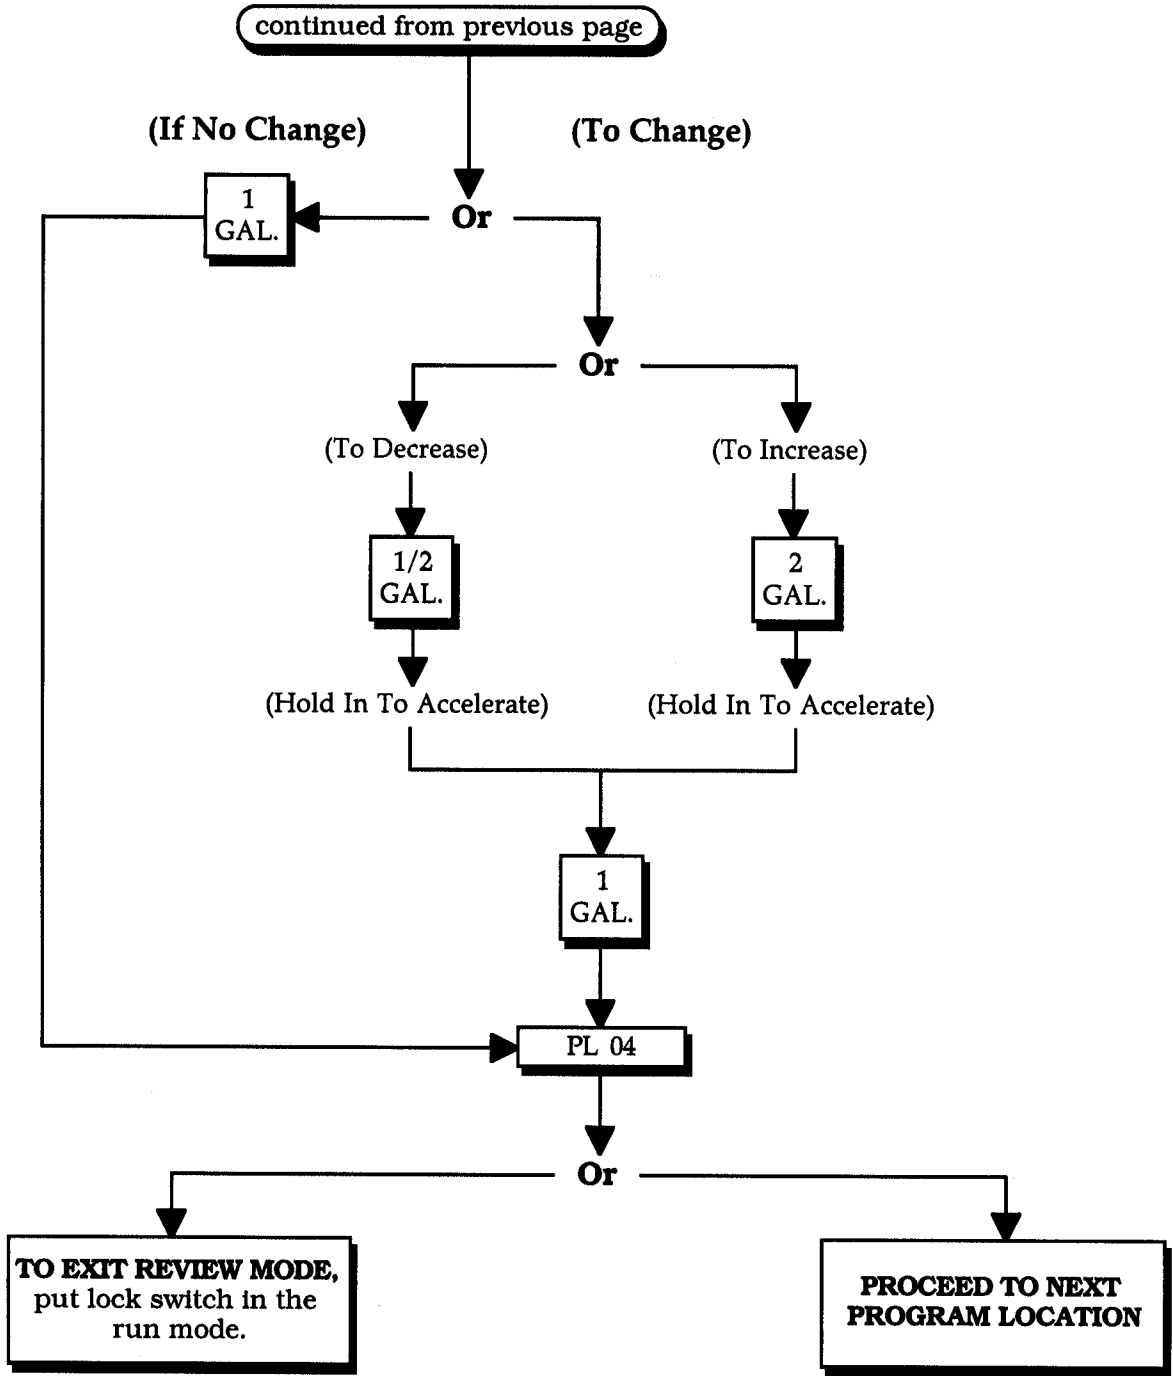 continued from previous page
(If No Change)
(To Change)
1
GAL.
Or
Or
(To Decrease)
(To Increase)
1/2
GAL.
2
GAL.
(Hold In To Accelerate)
(Hold In To Accelerate)
1
GAL.
PL 04
Or
TO EXIT REVIEW MODE,
put lock switch in the
run mode.
PROCEED TO NEXT
PROGRAM LOCATION